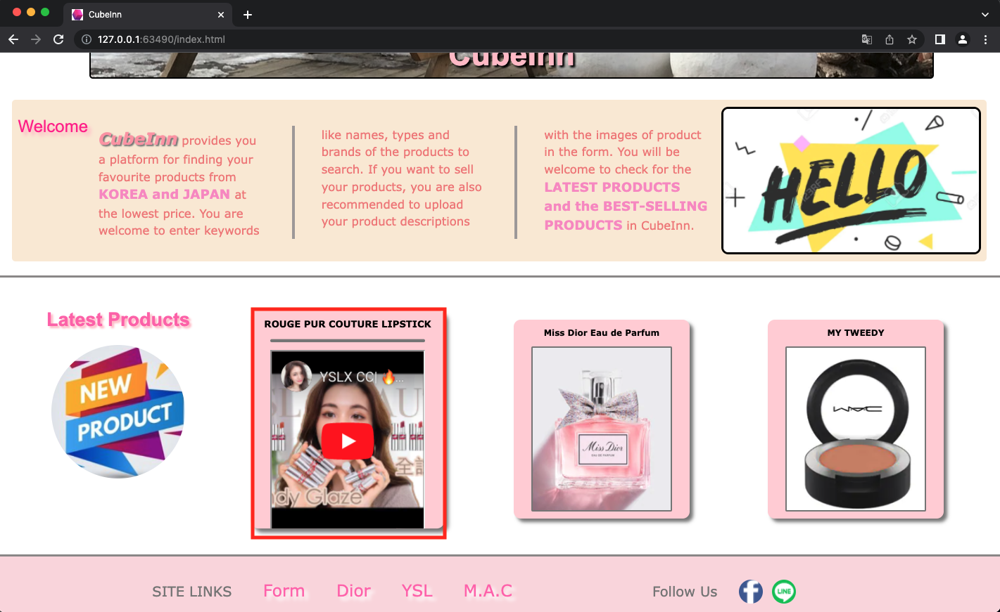 CubeInn
127.0.0.1:63490/index.html
CubeInn
Welcome
CubeInn provides you
a platform for finding your
favourite products from
KOREA and JAPAN at
the lowest price. You are
welcome to enter keywords
like names, types and
brands of the products to
search. If you want to sell
your products, you are also
recommended to upload
your product descriptions
with the images of product
in the form. You will be
welcome to check for the
LATEST PRODUCTS
and the BEST-SELLING
PRODUCTS in CubeInn.
HELLO
Latest Products
NEW
PRODUCT
ROUGE PUR COUTURE LIPSTICK
YSLX CC| 🔥...
全
dy Glaze
Miss Dior Eau de Parfum
Miss Dior
EAU DE PARFUM
MY TWEEDY
MAC
SITE LINKS
Form
Dior
YSL
M.A.C
Follow Us
f
LINE